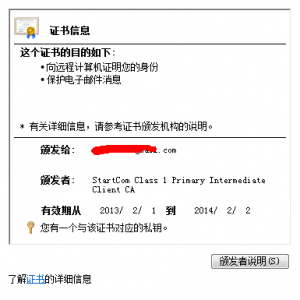 证书信息
这个证书的目的如下：
•向远程计算机证明您的身份
•保护电子邮件消息
* 有关详细信息，请参考证书颁发机构的说明。
颁发给： .com
颁发者： StartCom Class 1 Primary Intermediate
Client CA
有效期从 2013/ 2/ 1 到 2014/ 2/ 2
您有一个与该证书对应的私钥。
颁发者说明(S)
了解证书的详细信息